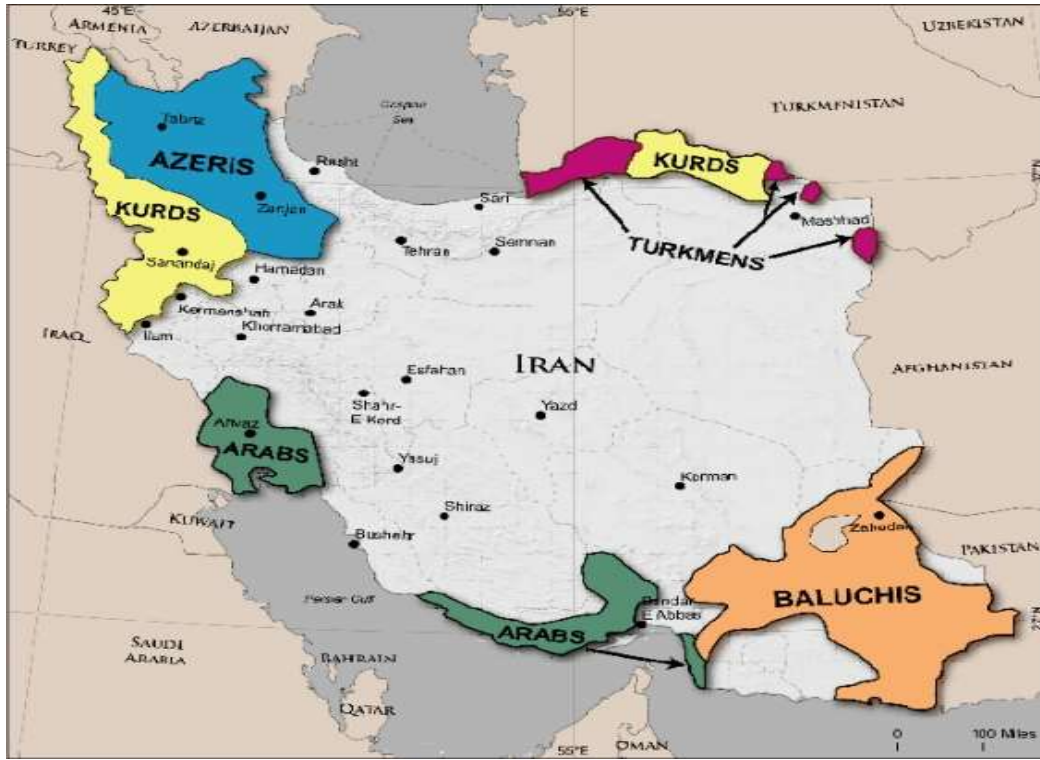 45°E
55°E
ARMENIA
AZERBAIJAN
UZBEKISTAN
TURKEY
Caspian
Sea
TURKMENISTAN
Tabriz
AZERIS
Rasht
KURDS
KURDS
Zanjan
Sari
Mashhad
Tehran
Semnan
TURKMENS
Sanandaj
Hamadan
Kermanshah
Arak
Ilam
Khorramabad
IRAQ
IRAN
AFGHANISTAN
Esfahan
Shahr-
E Kord
Yazd
Ahvaz
ARABS
Yasuj
Kerman
Shiraz
Zahedan
KUWAIT
Bushehr
PAKISTAN
Persian Gulf
BALUCHIS
Bandar
E Abbas
ARABS
SAUDI
ARABIA
BAHRAIN
QATAR
55°E
OMAN
0 100 Miles